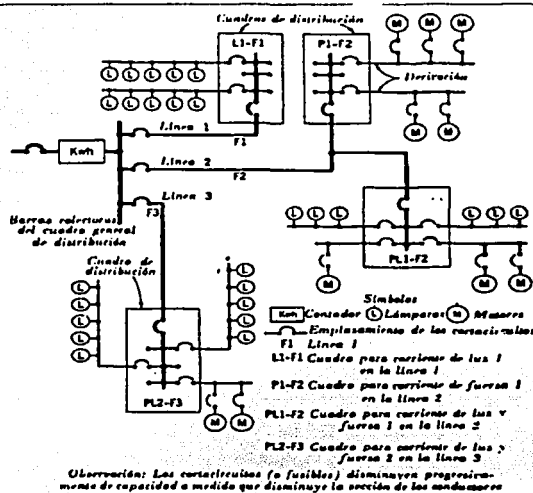 Cuadros de distribución
L1-F1
P1-F2
M M M
L L L L L
L L L L L
Derivación
M M
Línea 1
F1
Kwh
Línea 2
F2
Línea 3
F3
Barras colectoras
del cuadro general
de distribución
L L L
L L L
M
M M
PL1-F2
Cuadro de
distribución
L L L L L
L L L L L
PL2-F3
M M
Símbolos
Kwh Contador L Lámparas M Motores
Emplasamiento de los cortacircuitos
F1 Línea 1
L1-F1 Cuadro para corriente de luz 1
en la línea 1
P1-F2 Cuadro para corriente de fuerza 1
en la línea 2
PL1-F2 Cuadro para corriente de luz y
fuerza 1 en la línea 2
PL2-F3 Cuadro para corriente de luz y
fuerza 2 en la línea 3
Observación: Los cortacircuitos (o fusibles) disminuyen progresiva-
mente de capacidad a medida que disminuye la sección de los conductores